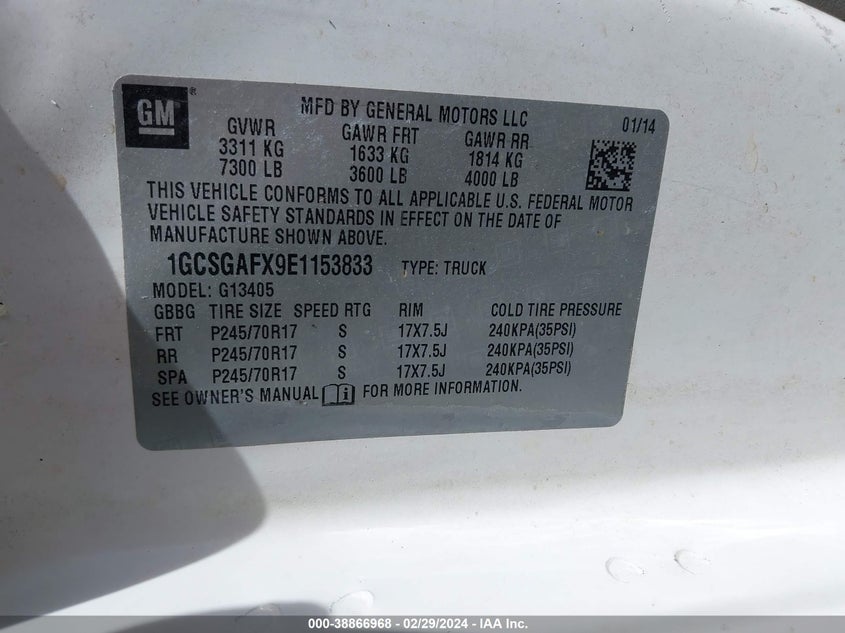 GM ®
MFD BY GENERAL MOTORS LLC
01/14
GVWR GAWR FRT GAWR RR
3311 KG 1633 KG 1814 KG
7300 LB 3600 LB 4000 LB
THIS VEHICLE CONFORMS TO ALL APPLICABLE U.S. FEDERAL MOTOR
VEHICLE SAFETY STANDARDS IN EFFECT ON THE DATE OF
MANUFACTURE SHOWN ABOVE.
1GCSGAFX9E1153833 TYPE: TRUCK
MODEL: G13405
GBBG TIRE SIZE SPEED RTG RIM COLD TIRE PRESSURE
FRT P245/70R17 S 17X7.5J 240KPA(35PSI)
RR P245/70R17 S 17X7.5J 240KPA(35PSI)
SPA P245/70R17 S 17X7.5J 240KPA(35PSI)
SEE OWNER'S MANUAL i FOR MORE INFORMATION.
000-38866968 - 02/29/2024 - IAA Inc.